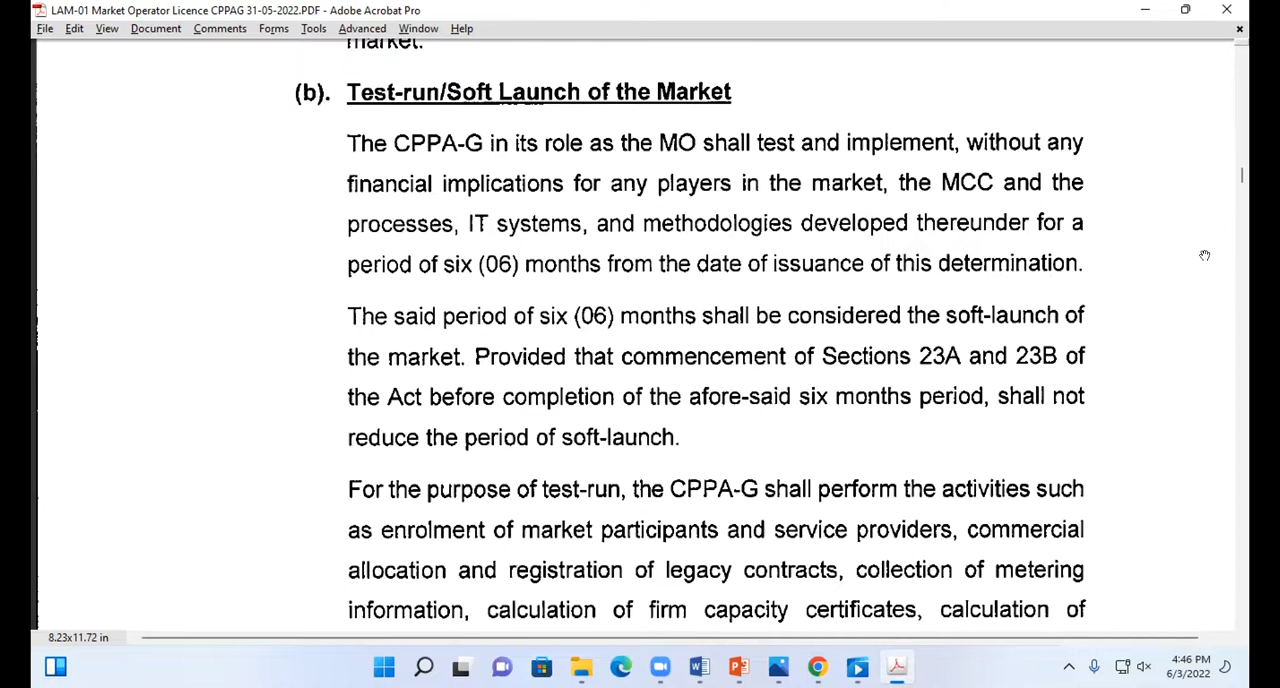 LAM-01 Market Operator Licence CPPAG 31-05-2022.PDF - Adobe Acrobat Pro
File Edit View Document Comments Forms Tools Advanced Window Help
market.
(b). Test-run/Soft Launch of the Market
The CPPA-G in its role as the MO shall test and implement, without any
financial implications for any players in the market, the MCC and the
processes, IT systems, and methodologies developed thereunder for a
period of six (06) months from the date of issuance of this determination.
The said period of six (06) months shall be considered the soft-launch of
the market. Provided that commencement of Sections 23A and 23B of
the Act before completion of the afore-said six months period, shall not
reduce the period of soft-launch.
For the purpose of test-run, the CPPA-G shall perform the activities such
as enrolment of market participants and service providers, commercial
allocation and registration of legacy contracts, collection of metering
information, calculation of firm capacity certificates, calculation of
8.23x11.72 in
4:46 PM
6/3/2022